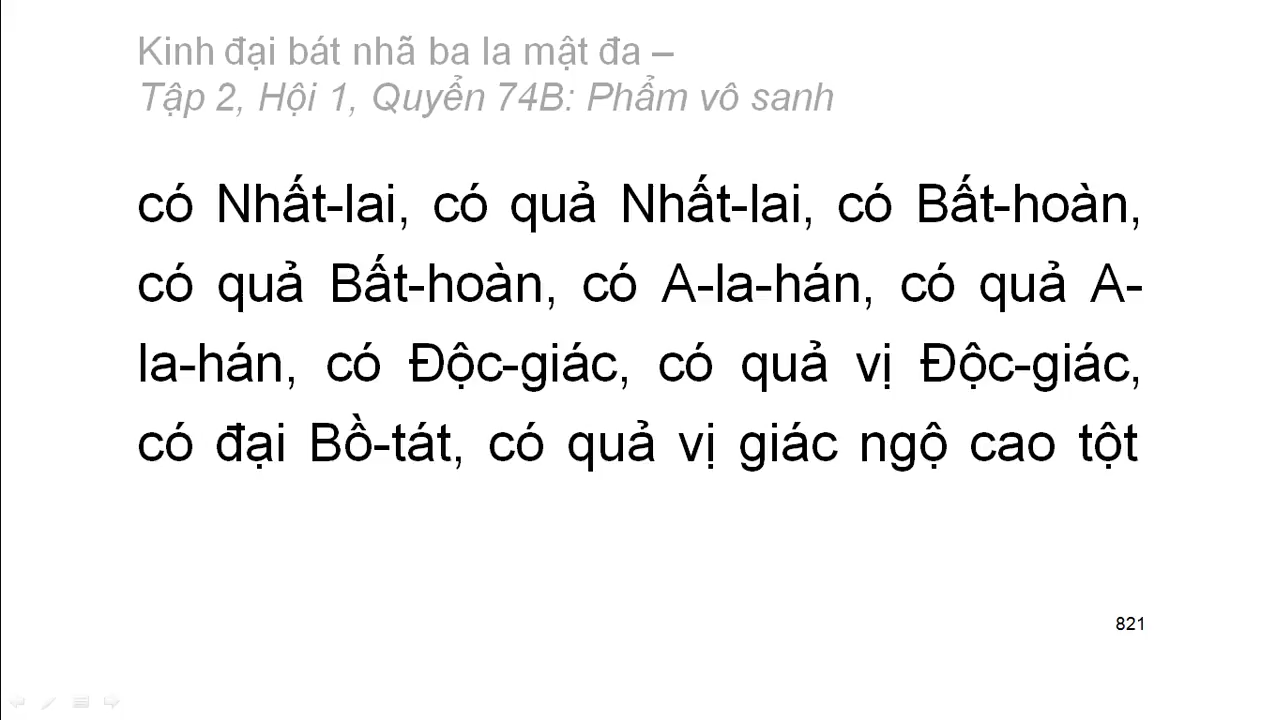 Kinh đại bát nhã ba la mật đa –
Tập 2, Hội 1, Quyển 74B: Phẩm vô sanh
có Nhất-lai, có quả Nhất-lai, có Bất-hoàn,
có quả Bất-hoàn, có A-la-hán, có quả A-
la-hán, có Độc-giác, có quả vị Độc-giác,
có đại Bồ-tát, có quả vị giác ngộ cao tột
821